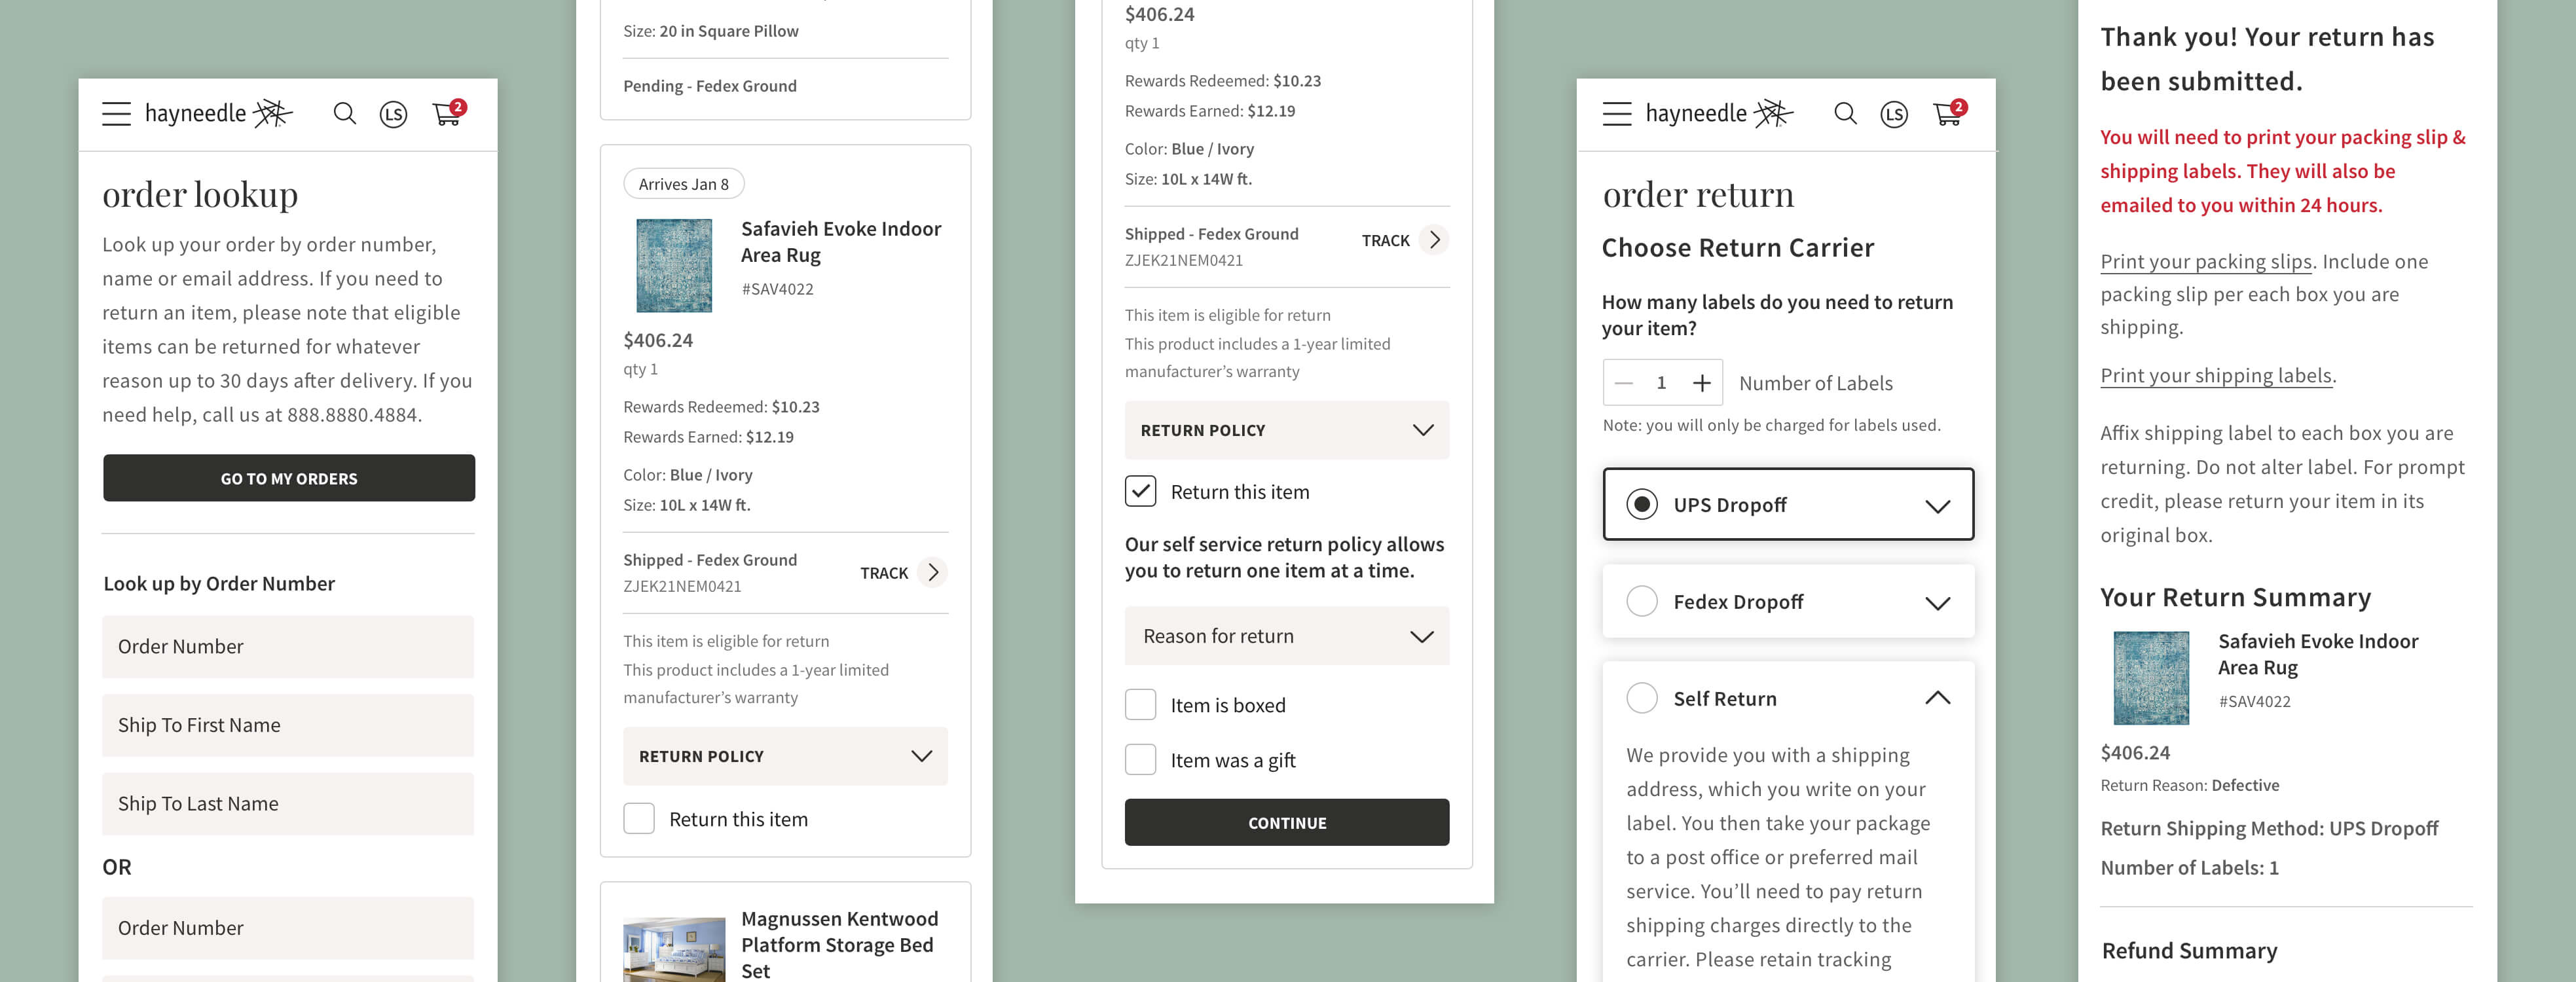 hayneedle
LS
2
order lookup
Look up your order by order number,
name or email address. If you need to
return an item, please note that eligible
items can be returned for whatever
reason up to 30 days after delivery. If you
need help, call us at 888.8880.4884.
GO TO MY ORDERS
Look up by Order Number
Order Number
Ship To First Name
Ship To Last Name
OR
Order Number
Size: 20 in Square Pillow
Pending - Fedex Ground
Arrives Jan 8
Safavieh Evoke Indoor
Area Rug
#SAV4022
$406.24
qty 1
Rewards Redeemed: $10.23
Rewards Earned: $12.19
Color: Blue / Ivory
Size: 10L x 14W ft.
Shipped - Fedex Ground
ZJEK21NEM0421
TRACK
This item is eligible for return
This product includes a 1-year limited
manufacturer’s warranty
RETURN POLICY
Return this item
Magnussen Kentwood
Platform Storage Bed
Set
$406.24
qty 1
Rewards Redeemed: $10.23
Rewards Earned: $12.19
Color: Blue / Ivory
Size: 10L x 14W ft.
Shipped - Fedex Ground
ZJEK21NEM0421
TRACK
This item is eligible for return
This product includes a 1-year limited
manufacturer’s warranty
RETURN POLICY
Return this item
Our self service return policy allows
you to return one item at a time.
Reason for return
Item is boxed
Item was a gift
CONTINUE
hayneedle
LS
2
order return
Choose Return Carrier
How many labels do you need to return
your item?
1
Number of Labels
Note: you will only be charged for labels used.
UPS Dropoff
Fedex Dropoff
Self Return
We provide you with a shipping
address, which you write on your
label. You then take your package
to a post office or preferred mail
service. You’ll need to pay return
shipping charges directly to the
carrier. Please retain tracking
Thank you! Your return has
been submitted.
You will need to print your packing slip &
shipping labels. They will also be
emailed to you within 24 hours.
Print your packing slips. Include one
packing slip per each box you are
shipping.
Print your shipping labels.
Affix shipping label to each box you are
returning. Do not alter label. For prompt
credit, please return your item in its
original box.
Your Return Summary
Safavieh Evoke Indoor
Area Rug
#SAV4022
$406.24
Return Reason: Defective
Return Shipping Method: UPS Dropoff
Number of Labels: 1
Refund Summary